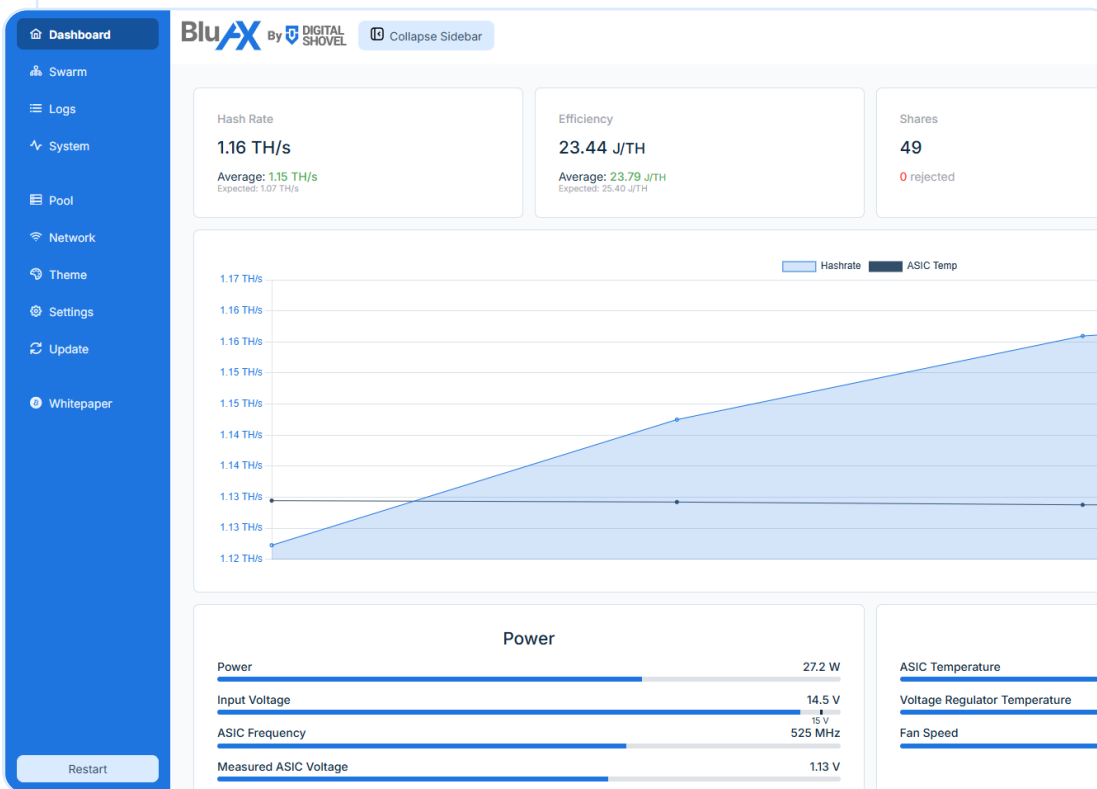 Dashboard
Swarm
Logs
System
Pool
Network
Theme
Settings
Update
Whitepaper
Restart
BluAX By DIGITAL SHOVEL
Collapse Sidebar
Hash Rate
1.16 TH/s
Average: 1.15 TH/s
Expected: 1.07 TH/s
Efficiency
23.44 J/TH
Average: 23.79 J/TH
Expected: 25.40 J/TH
Shares
49
0 rejected
Hashrate ASIC Temp
1.17 TH/s
1.16 TH/s
1.16 TH/s
1.15 TH/s
1.15 TH/s
1.14 TH/s
1.14 TH/s
1.13 TH/s
1.13 TH/s
1.12 TH/s
Power
Power 27.2 W
Input Voltage 14.5 V
15 V
ASIC Frequency 525 MHz
Measured ASIC Voltage 1.13 V
ASIC Temperature
Voltage Regulator Temperature
Fan Speed